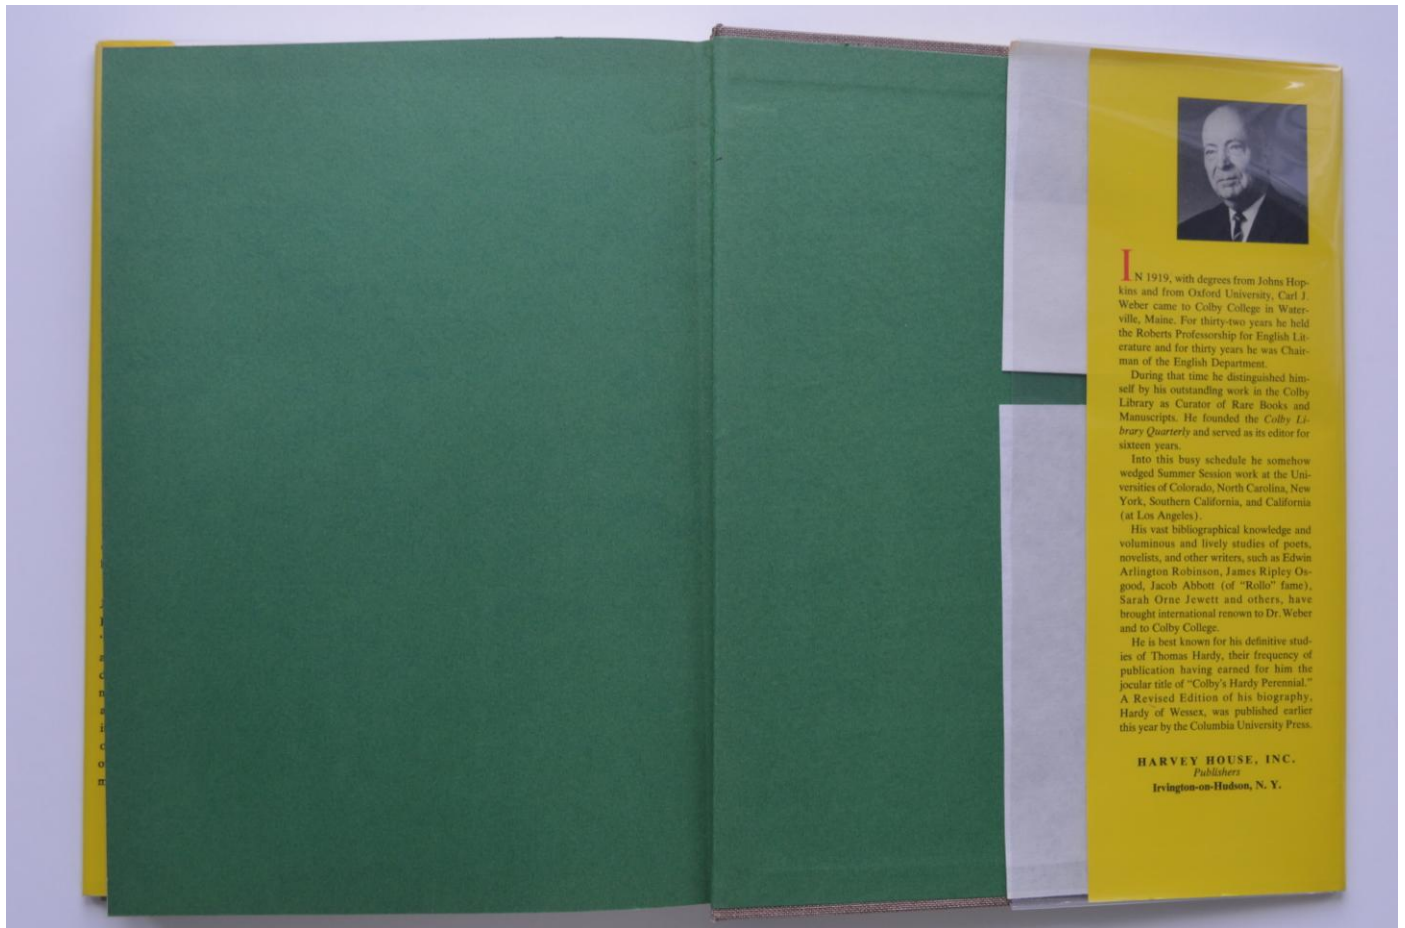 IN 1919, with degrees from Johns Hop-
kins and from Oxford University, Carl J.
Weber came to Colby College in Water-
ville, Maine. For thirty-two years he held
the Roberts Professorship for English Lit-
erature and for thirty years he was Chair-
man of the English Department.
During that time he distinguished him-
self by his outstanding work in the Colby
Library as Curator of Rare Books and
Manuscripts. He founded the Colby Li-
brary Quarterly and served as its editor for
sixteen years.
Into this busy schedule he somehow
wedged Summer Session work at the Uni-
versities of Colorado, North Carolina, New
York, Southern California, and California
(at Los Angeles).
His vast bibliographical knowledge and
voluminous and lively studies of poets,
novelists, and other writers, such as Edwin
Arlington Robinson, James Ripley Os-
good, Jacob Abbott (of "Rollo" fame),
Sarah Orne Jewett and others, have
brought international renown to Dr. Weber
and to Colby College.
He is best known for his definitive stud-
ies of Thomas Hardy, their frequency of
publication having earned for him the
jocular title of "Colby's Hardy Perennial."
A Revised Edition of his biography,
Hardy of Wessex, was published earlier
this year by the Columbia University Press.
HARVEY HOUSE, INC.
Publishers
Irvington-on-Hudson, N. Y.